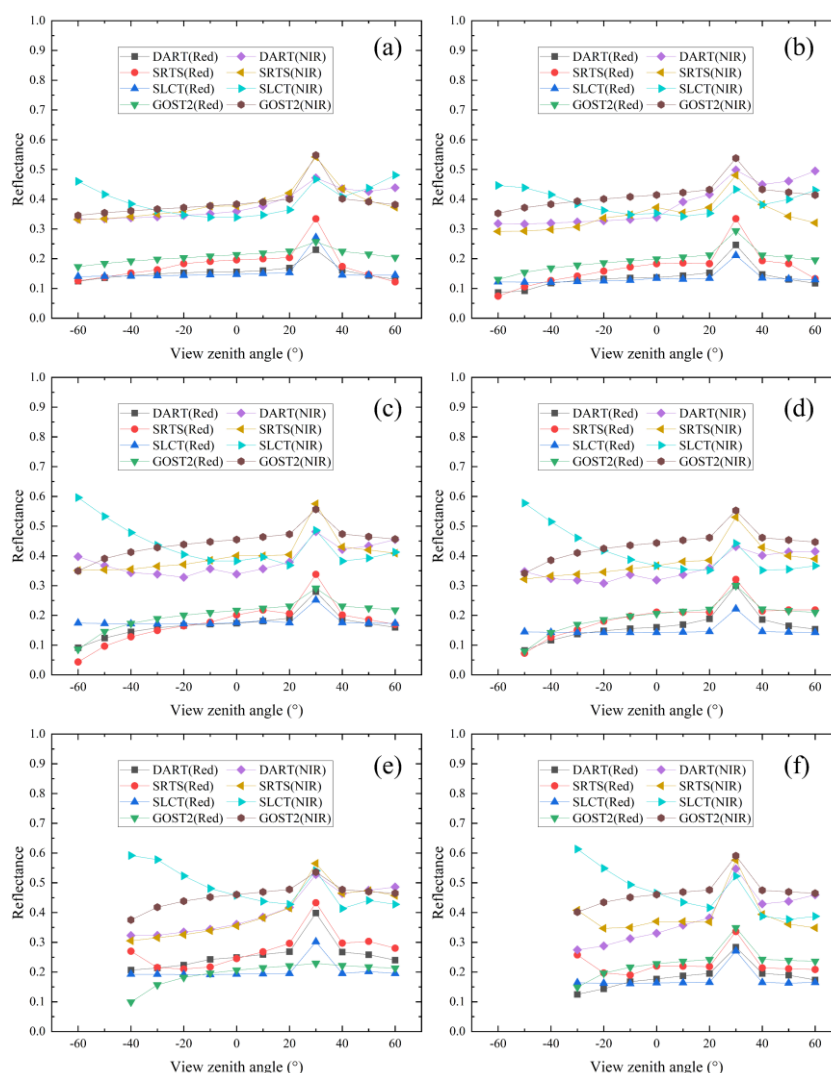 (a)
DART(Red) DART(NIR)
SRTS(Red) SRTS(NIR)
SLCT(Red) SLCT(NIR)
GOST2(Red) GOST2(NIR)
Reflectance
1.0
0.9
0.8
0.7
0.6
0.5
0.4
0.3
0.2
0.1
0.0
-60 -40 -20 0 20 40 60
View zenith angle (°)
(b)
DART(Red) DART(NIR)
SRTS(Red) SRTS(NIR)
SLCT(Red) SLCT(NIR)
GOST2(Red) GOST2(NIR)
1.0
0.9
0.8
0.7
0.6
0.5
0.4
0.3
0.2
0.1
0.0
-60 -40 -20 0 20 40 60
View zenith angle (°)
(c)
DART(Red) DART(NIR)
SRTS(Red) SRTS(NIR)
SLCT(Red) SLCT(NIR)
GOST2(Red) GOST2(NIR)
Reflectance
1.0
0.9
0.8
0.7
0.6
0.5
0.4
0.3
0.2
0.1
0.0
-60 -40 -20 0 20 40 60
View zenith angle (°)
(d)
DART(Red) DART(NIR)
SRTS(Red) SRTS(NIR)
SLCT(Red) SLCT(NIR)
GOST2(Red) GOST2(NIR)
1.0
0.9
0.8
0.7
0.6
0.5
0.4
0.3
0.2
0.1
0.0
-60 -40 -20 0 20 40 60
View zenith angle (°)
(e)
DART(Red) DART(NIR)
SRTS(Red) SRTS(NIR)
SLCT(Red) SLCT(NIR)
GOST2(Red) GOST2(NIR)
Reflectance
1.0
0.9
0.8
0.7
0.6
0.5
0.4
0.3
0.2
0.1
0.0
-60 -40 -20 0 20 40 60
View zenith angle (°)
(f)
DART(Red) DART(NIR)
SRTS(Red) SRTS(NIR)
SLCT(Red) SLCT(NIR)
GOST2(Red) GOST2(NIR)
Reflectance
1.0
0.9
0.8
0.7
0.6
0.5
0.4
0.3
0.2
0.1
0.0
-60 -40 -20 0 20 40 60
View zenith angle (°)